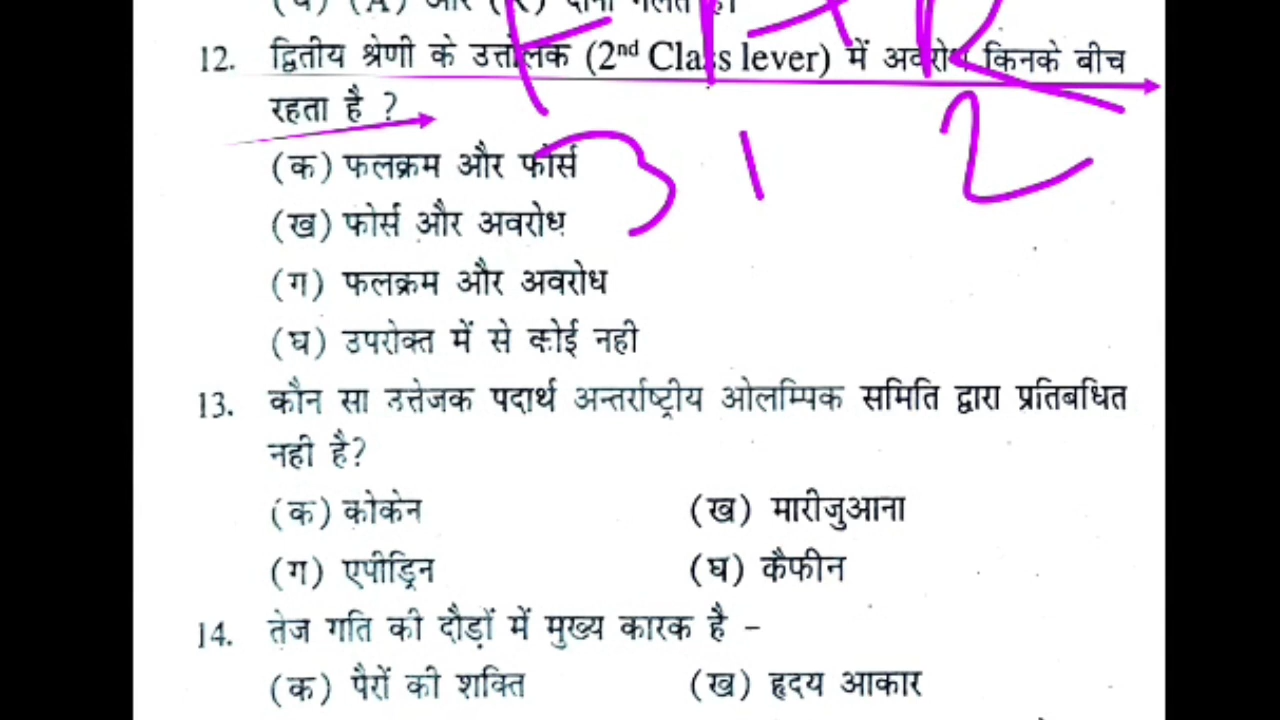 (घ) (A) और (R) दोनों गलत है।
12. द्वितीय श्रेणी के उत्तोलक (2nd Class lever) में अवरोध किनके बीच
रहता है ?
(क) फलक्रम और फोर्स
(ख) फोर्स और अवरोध
(ग) फलक्रम और अवरोध
(घ) उपरोक्त में से कोई नही
3 1 2
13. कौन सा उत्तेजक पदार्थ अन्तर्राष्ट्रीय ओलम्पिक समिति द्वारा प्रतिबधित
नही है?
(क) कोकेन (ख) मारीजुआना
(ग) एपीड्रिन (घ) कैफीन
14. तेज गति की दौड़ों में मुख्य कारक है –
(क) पैरों की शक्ति (ख) हृदय आकार